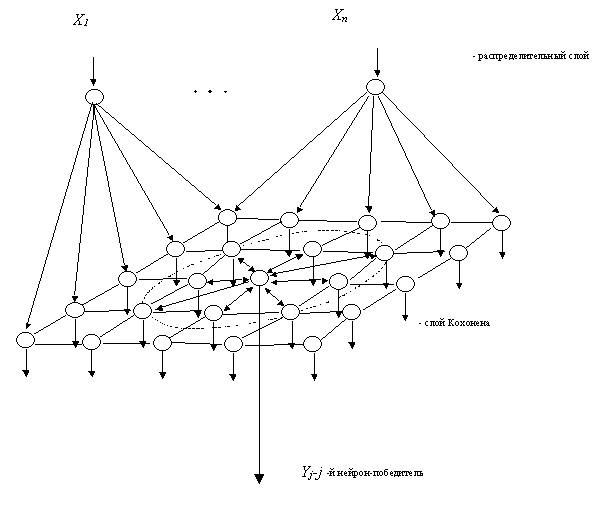 X1
Xn
- распределительный слой
. . .
- слой Кохонена
Yj-j -й нейрон-победитель